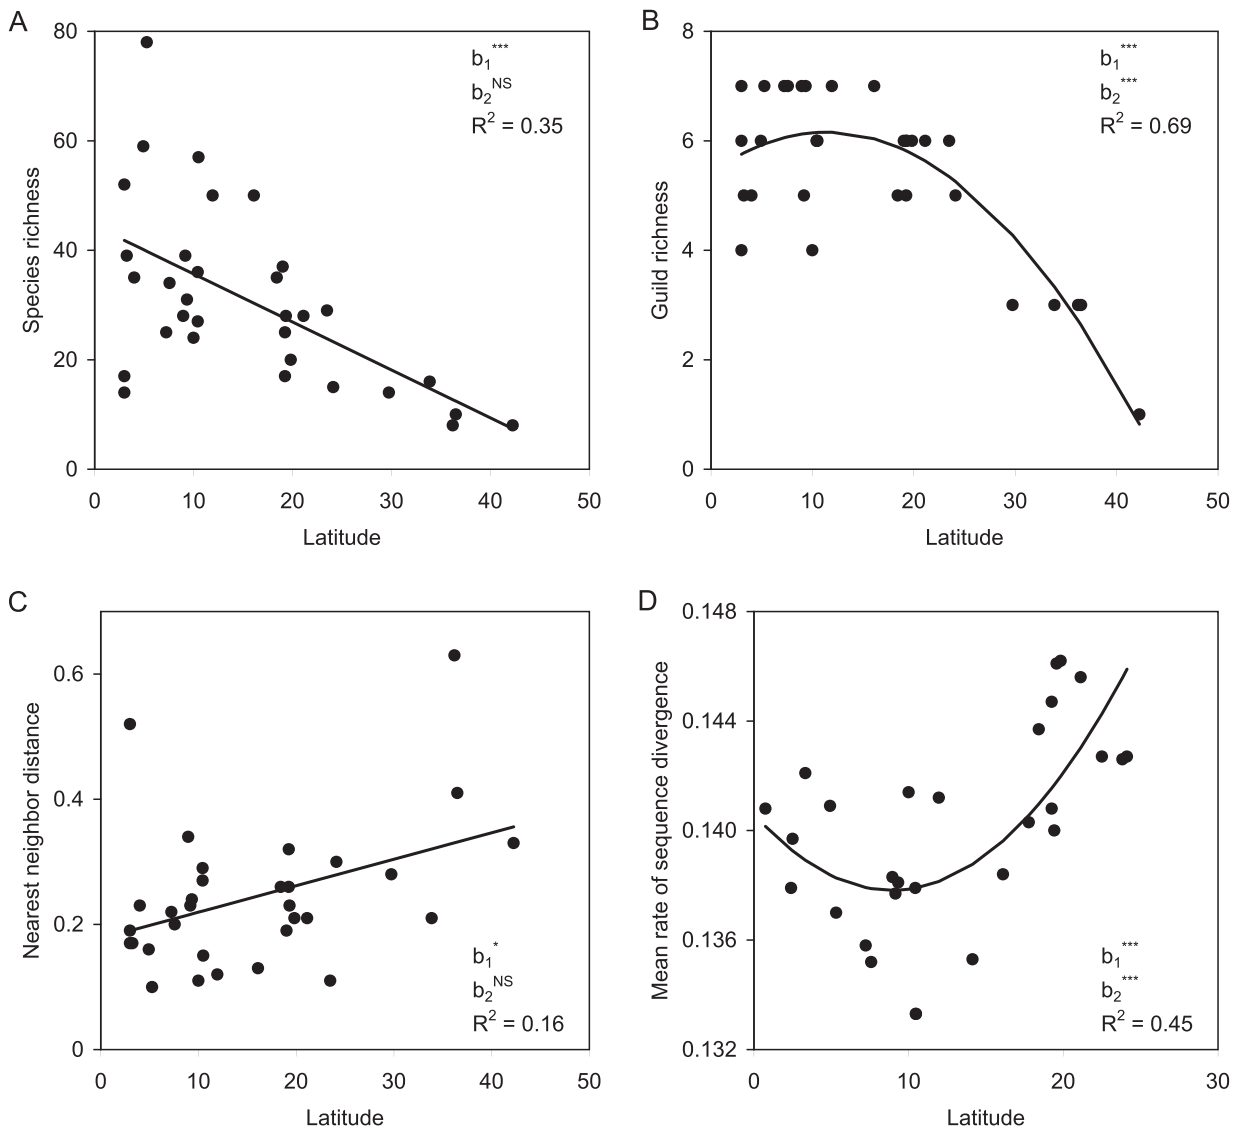 A
80
60
40
20
0
Species richness
b1***
b2NS
R2 = 0.35
0 10 20 30 40 50
Latitude
B
8
6
4
2
0
Guild richness
b1***
b2***
R2 = 0.69
0 10 20 30 40 50
Latitude
C
0.6
0.4
0.2
0
Nearest neighbor distance
b1*
b2NS
R2 = 0.16
0 10 20 30 40 50
Latitude
D
0.148
0.144
0.140
0.136
0.132
Mean rate of sequence divergence
b1***
b2***
R2 = 0.45
0 10 20 30
Latitude